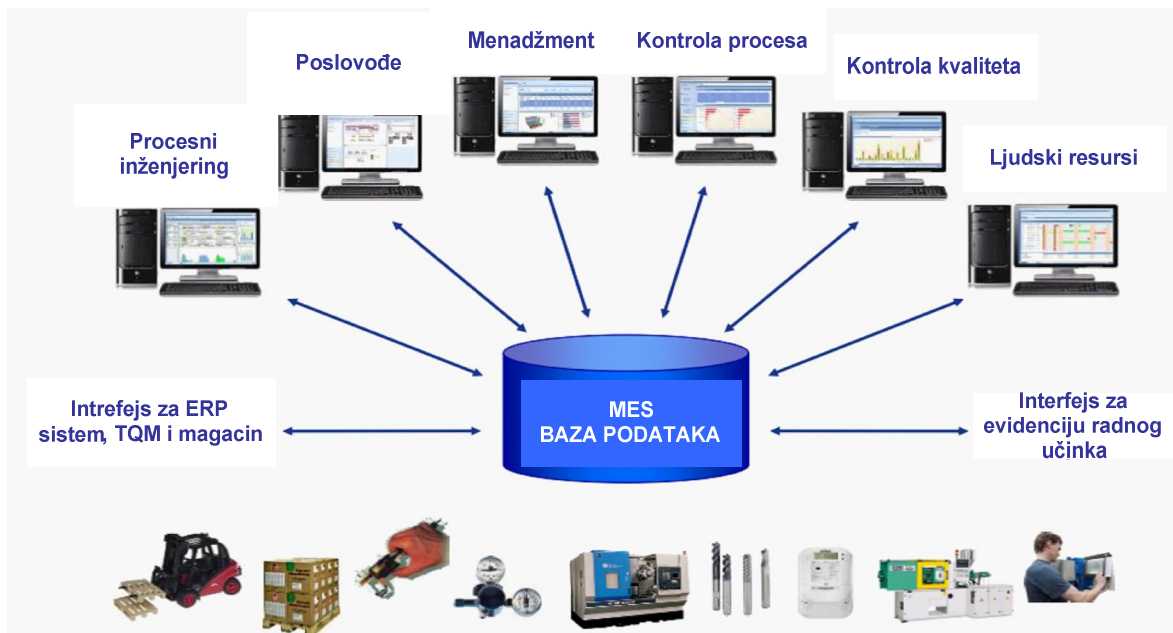 Menadžment
Kontrola procesa
Poslovođe
Kontrola kvaliteta
Procesni
inženjering
Ljudski resursi
Intrefejs za ERP
sistem, TQM i magacin
MES
BAZA PODATAKA
Interfejs za
evidenciju radnog
učinka